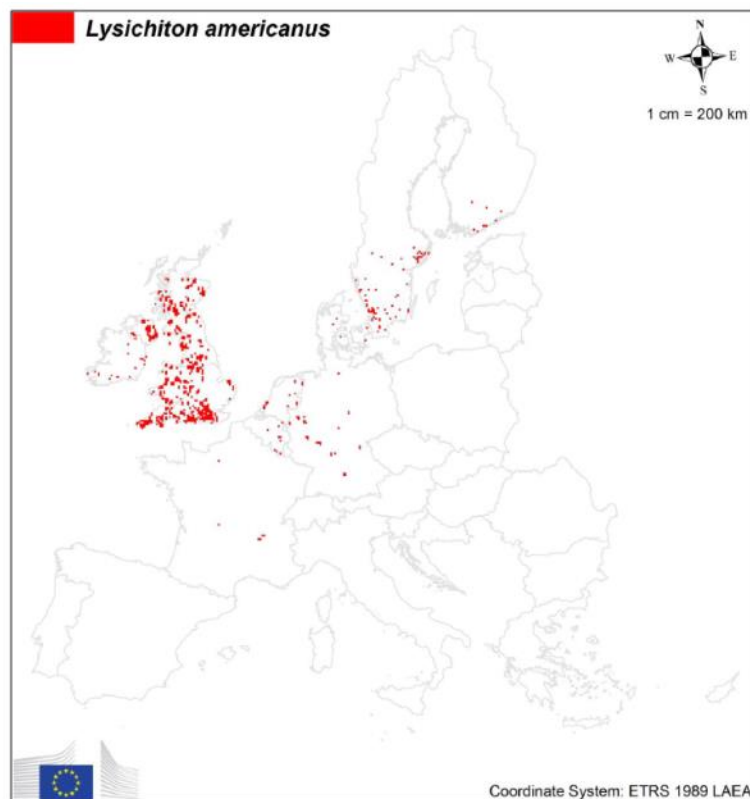 Lysichiton americanus
N
W E
S
1 cm = 200 km
Coordinate System: ETRS 1989 LAEA